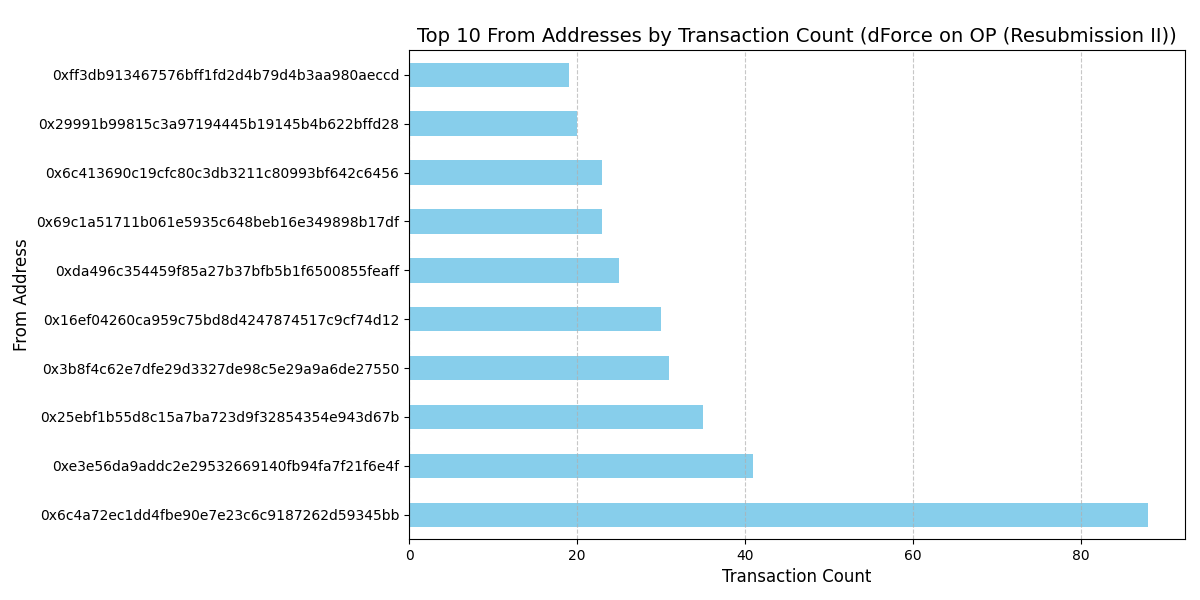 Top 10 From Addresses by Transaction Count (dForce on OP (Resubmission II))
From Address
0xff3db913467576bff1fd2d4b79d4b3aa980aeccd
0x29991b99815c3a97194445b19145b4b622bffd28
0x6c413690c19cfc80c3db3211c80993bf642c6456
0x69c1a51711b061e5935c648beb16e349898b17df
0xda496c354459f85a27b37bfb5b1f6500855feaff
0x16ef04260ca959c75bd8d4247874517c9cf74d12
0x3b8f4c62e7dfe29d3327de98c5e29a9a6de27550
0x25ebf1b55d8c15a7ba723d9f32854354e943d67b
0xe3e56da9addc2e29532669140fb94fa7f21f6e4f
0x6c4a72ec1dd4fbe90e7e23c6c9187262d59345bb
0 20 40 60 80
Transaction Count